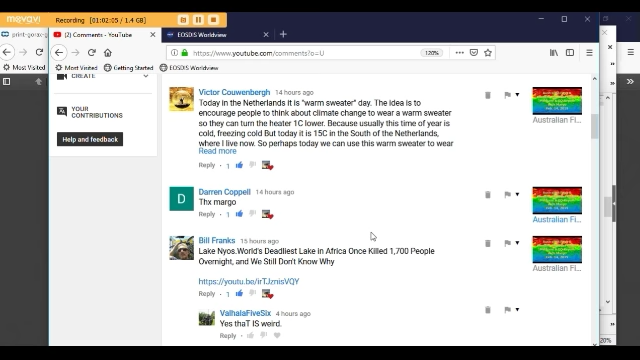 movavi
Recording [ 01:02:05 / 1.4 GB ]
(2) Comments - YouTube
EOSDIS Worldview
https://www.youtube.com/comments?o=U
120%
Most Visited
Most Visited
Getting Started
EOSDIS Worldview
CREATE
YOUR
CONTRIBUTIONS
Help and feedback
Victor Couwenbergh 14 hours ago
Today in the Netherlands it is "warm sweater" day. The idea is to
encourage people to think about climate change to wear a warm sweater
so they can turn the heater 1C lower. Because usually this time of year is
cold, freezing cold But today it is 15C in the South of the Netherlands,
where I live now. So perhaps today we can use this warm sweater to wear
Read more
Reply · 1
Australian Fi...
D
Darren Coppell 14 hours ago
Thx margo
Reply · 1
Australian Fi...
Bill Franks 15 hours ago
Lake Nyos.World's Deadliest Lake in Africa Once Killed 1,700 People
Overnight, and We Still Don't Know Why
https://youtu.be/irTJznisVQY
Reply · 1
Australian Fi...
ValhalaFiveSix 4 hours ago
Yes thaT IS weird.
Reply
20%